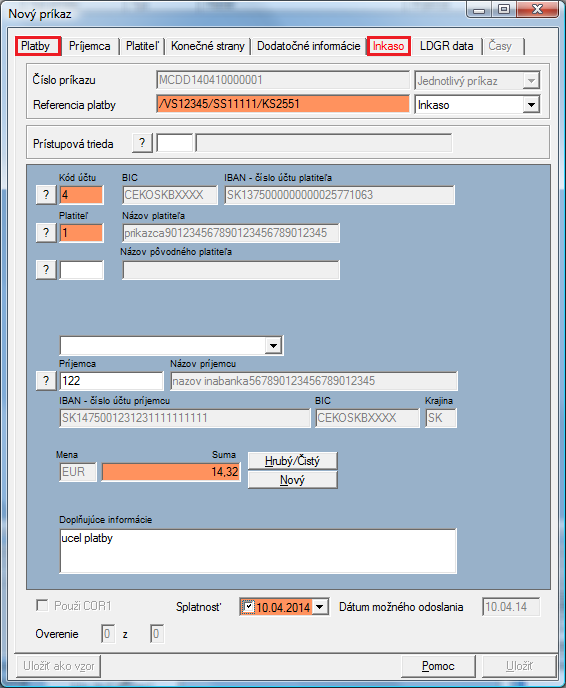 Nový príkaz
Platby Príjemca Platiteľ Konečné strany Dodatočné informácie Inkaso LDGR data Časy
Číslo príkazu MCDD140410000001 Jednotlivý príkaz
Referencia platby /VS12345/SS11111/KS2551 Inkaso
Prístupová trieda ?
Kód účtu BIC IBAN - číslo účtu platiteľa
? 4 CEKOSKBXXXX SK1375000000000025771063
Platiteľ Názov platiteľa
? 1 prikazca90123456789012345678901​2345
Názov pôvodného platiteľa
?
Príjemca Názov príjemcu
? 122 nazov inabanka567890123456789012345
IBAN - číslo účtu príjemcu BIC Krajina
SK1475001231231111111111 CEKOSKBXXXX SK
Mena Suma Hrubý/Čistý
EUR 14,32
Nový
Doplňujúce informácie
ucel platby
Použi COR1 Splatnosť 10.04.2014 Dátum možného odoslania 10.04.14
Overenie 0 z 0
Uložiť ako vzor Pomoc Uložiť